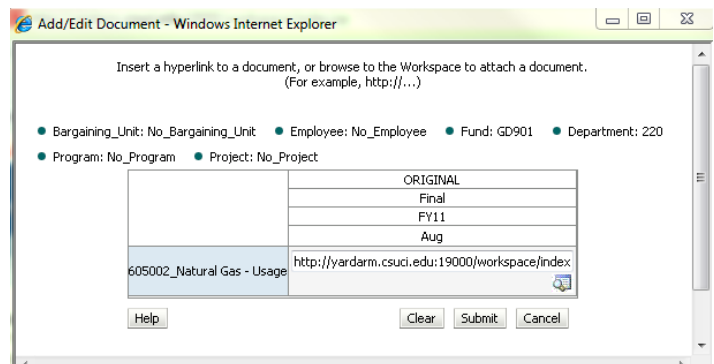 Add/Edit Document - Windows Internet Explorer
Insert a hyperlink to a document, or browse to the Workspace to attach a document.
(For example, http://...)
Bargaining_Unit: No_Bargaining_Unit Employee: No_Employee Fund: GD901 Department: 220
Program: No_Program Project: No_Project
ORIGINAL
Final
FY11
Aug
605002_Natural Gas - Usage http://yardarm.csuci.edu:19000/workspace/index
Help Clear Submit Cancel